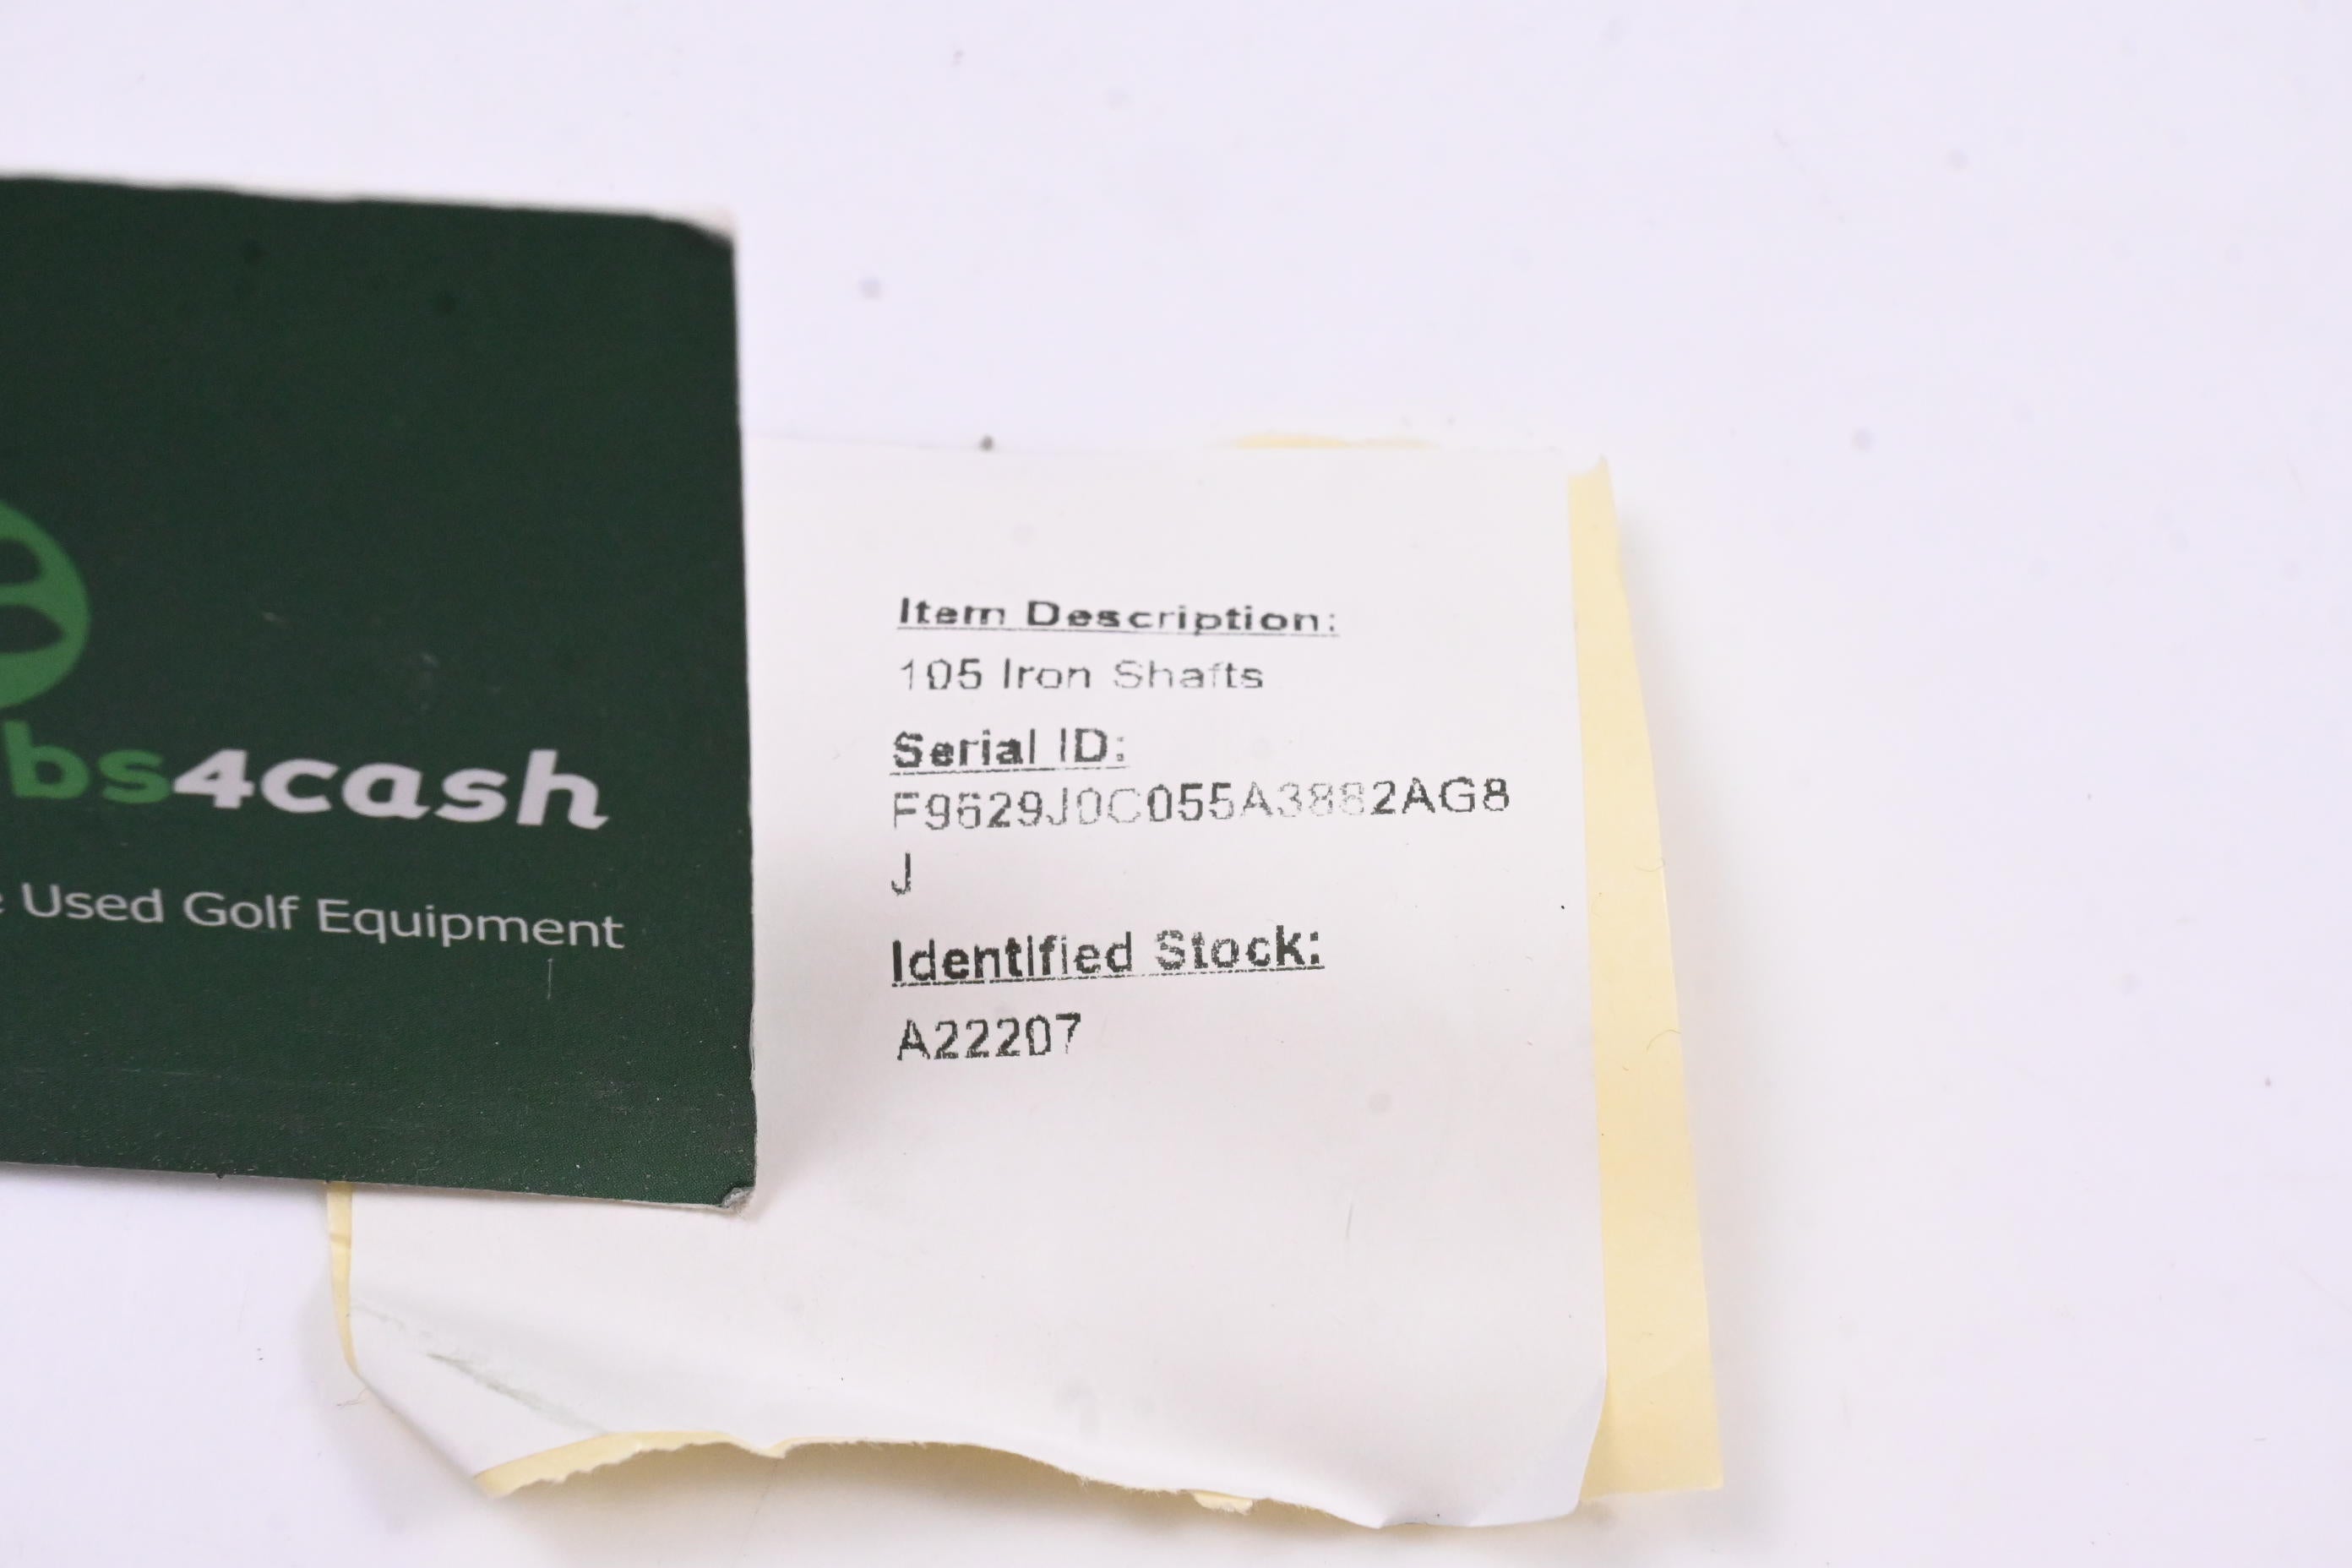 bs4cash
Used Golf Equipment
Item Description:
105 Iron Shafts
Serial ID:
F9629J0C055A3882AG8
J
Identified Stock:
A22207